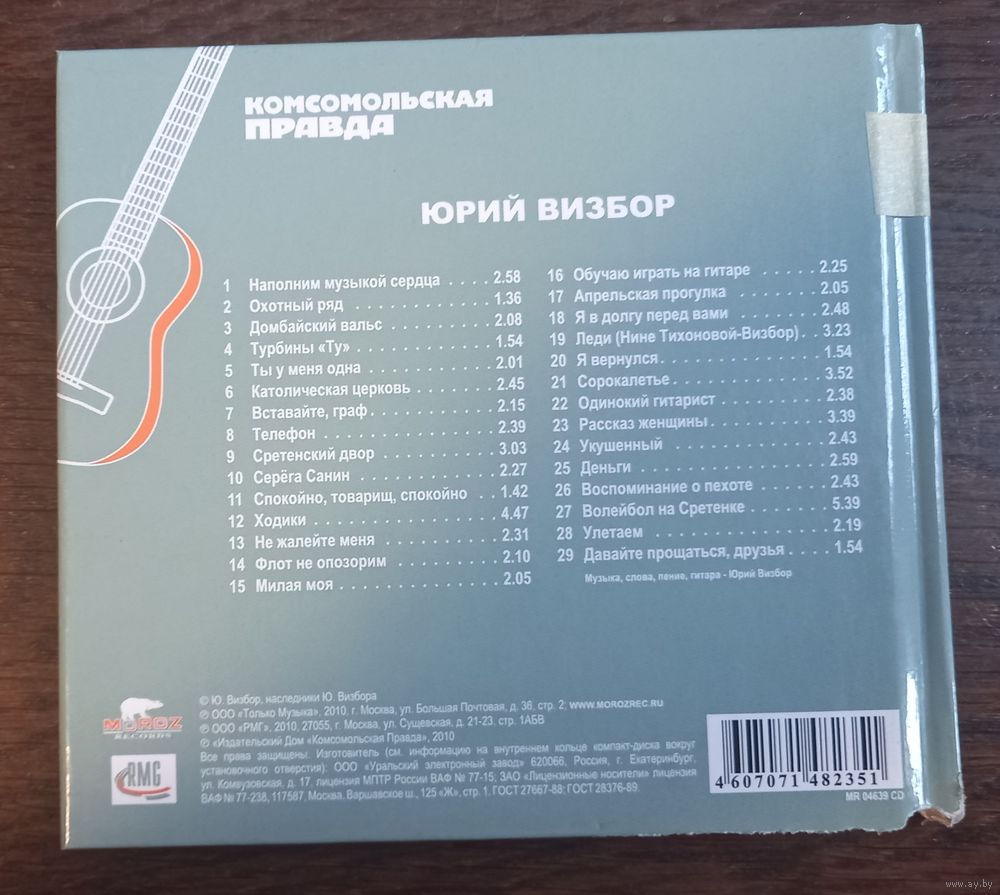 КОМСОМОЛЬСКАЯ
ПРАВДА
ЮРИЙ ВИЗБОР
1 Наполним музыкой сердца . . . . 2.58
2 Охотный ряд . . . . . . . . . . . . . . 1.36
3 Домбайский вальс . . . . . . . . . . 2.08
4 Турбины «Ту» . . . . . . . . . . . . . 1.54
5 Ты у меня одна . . . . . . . . . . . . 2.01
6 Католическая церковь . . . . . . . 2.45
7 Вставайте, граф . . . . . . . . . . . . 2.15
8 Телефон . . . . . . . . . . . . . . . . . 2.39
9 Сретенский двор . . . . . . . . . . . 3.03
10 Серёга Санин . . . . . . . . . . . . . 2.27
11 Спокойно, товарищ, спокойно . . 1.42
12 Ходики . . . . . . . . . . . . . . . . . . 4.47
13 Не жалейте меня . . . . . . . . . . . 2.31
14 Флот не опозорим . . . . . . . . . . 2.10
15 Милая моя . . . . . . . . . . . . . . . 2.05
16 Обучаю играть на гитаре . . . . . 2.25
17 Апрельская прогулка . . . . . . . 2.05
18 Я в долгу перед вами . . . . . . . 2.48
19 Леди (Нине Тихоновой-Визбор) . . 3.23
20 Я вернулся . . . . . . . . . . . . . . 1.54
21 Сорокалетье . . . . . . . . . . . . . 3.52
22 Одинокий гитарист . . . . . . . . . 2.38
23 Рассказ женщины . . . . . . . . . . 3.39
24 Укушенный . . . . . . . . . . . . . . 2.43
25 Деньги . . . . . . . . . . . . . . . . . 2.59
26 Воспоминание о пехоте . . . . . . 2.43
27 Волейбол на Сретенке . . . . . . . 5.39
28 Улетаем . . . . . . . . . . . . . . . . 2.19
29 Давайте прощаться, друзья . . . . 1.54
Музыка, слова, пение, гитара - Юрий Визбор
MOROZ
RECORDS
RMG
© Ю. Визбор, наследники Ю. Визбора
℗ ООО «Только Музыка», 2010, г. Москва, ул. Большая Почтовая, д. 36, стр. 2; WWW.MOROZREC.RU
℗ ООО «РМГ», 2010, 27055, г. Москва, ул. Сущевская, д. 21-23, стр. 1А5В
℗ «Издательский Дом «Комсомольская Правда», 2010
Все права защищены. Изготовитель (см. информацию на внутреннем кольце компакт-диска вокруг
установочного отверстия): ООО «Уральский электронный завод» 620066, Россия, г. Екатеринбург,
ул. Комвузовская, д. 17, лицензия МПТР России ВАФ № 77-15, ЗАО «Лицензионные носители» лицензия
ВАФ № 77-238, 117587, Москва, Варшавское ш., 125 «Ж», стр. 1. ГОСТ 27667-88; ГОСТ 28376-89.
4 607071 482351
MR 04639 CD
www.ay.by